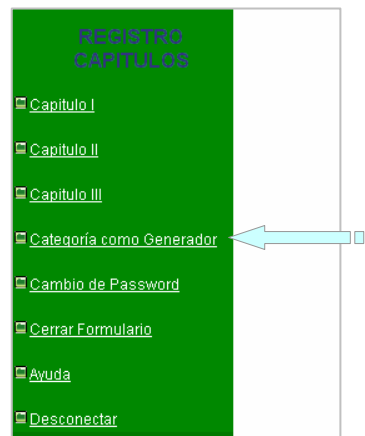 REGISTRO
CAPITULOS
Capitulo I
Capitulo II
Capitulo III
Categoría como Generador
Cambio de Password
Cerrar Formulario
Ayuda
Desconectar